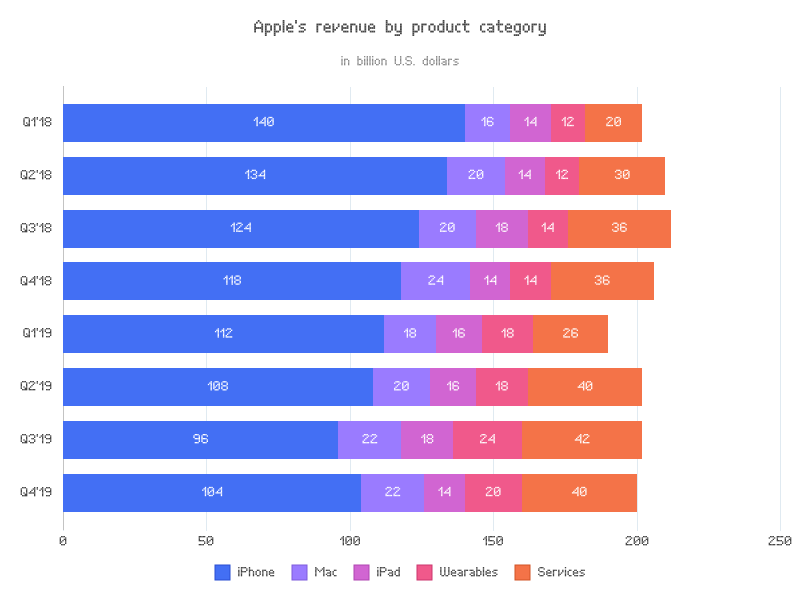 Apple's revenue by product category
in billion U.S. dollars
Q1'18 140 16 14 12 20
Q2'18 134 20 14 12 30
Q3'18 124 20 18 14 36
Q4'18 118 24 14 14 36
Q1'19 112 18 16 18 26
Q2'19 108 20 16 18 40
Q3'19 96 22 18 24 42
Q4'19 104 22 14 20 40
0 50 100 150 200 250
iPhone Mac iPad Wearables Services